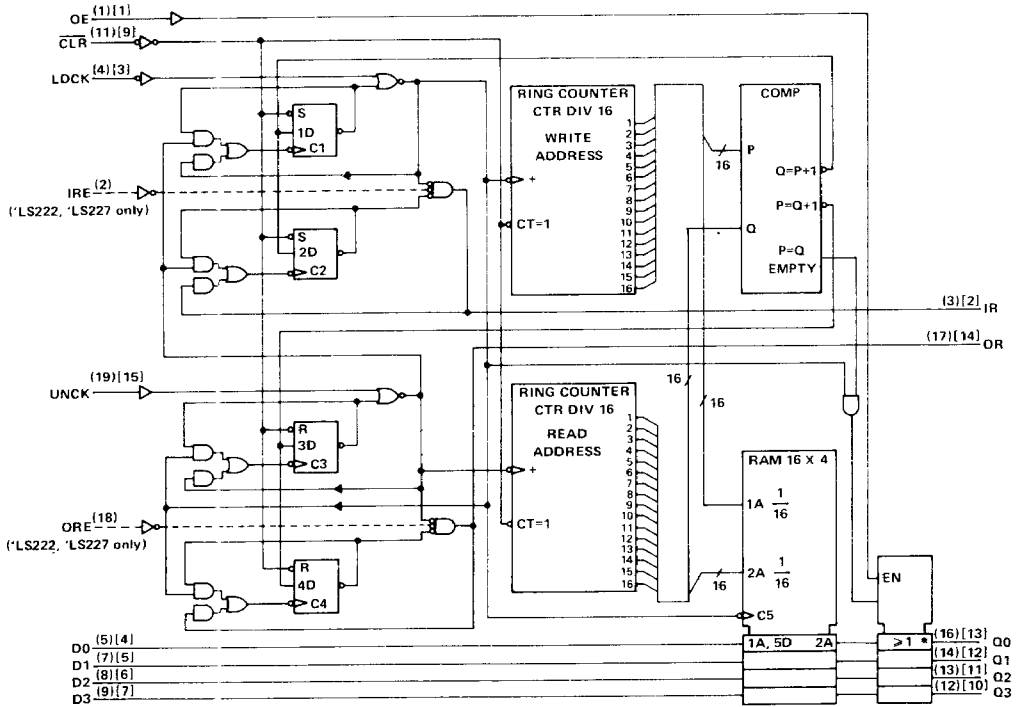 OE (1)[1]
CLR (11)[9]
LDCK (4)[3]
S
1D
C1
IRE (2)
('LS222, 'LS227 only)
S
2D
C2
RING COUNTER
CTR DIV 16
WRITE
ADDRESS
+
CT=1
1
2
3
4
5
6
7
8
9
10
11
12
13
14
15
16
COMP
P
16
Q=P+1
P=Q+1
Q
P=Q
EMPTY
(3)[2] IR
(17)[14] OR
UNCK (19)[15]
R
3D
C3
ORE (18)
('LS222, 'LS227 only)
R
4D
C4
RING COUNTER
CTR DIV 16
READ
ADDRESS
+
CT=1
1
2
3
4
5
6
7
8
9
10
11
12
13
14
15
16
16
16
16
RAM 16 X 4
1A 1/16
2A 1/16
C5
EN
D0 (5)[4]
1A, 5D 2A
≥1 *
(16)[13] Q0
D1 (7)[5]
(14)[12] Q1
D2 (8)[6]
(13)[11] Q2
D3 (9)[7]
(12)[10] Q3